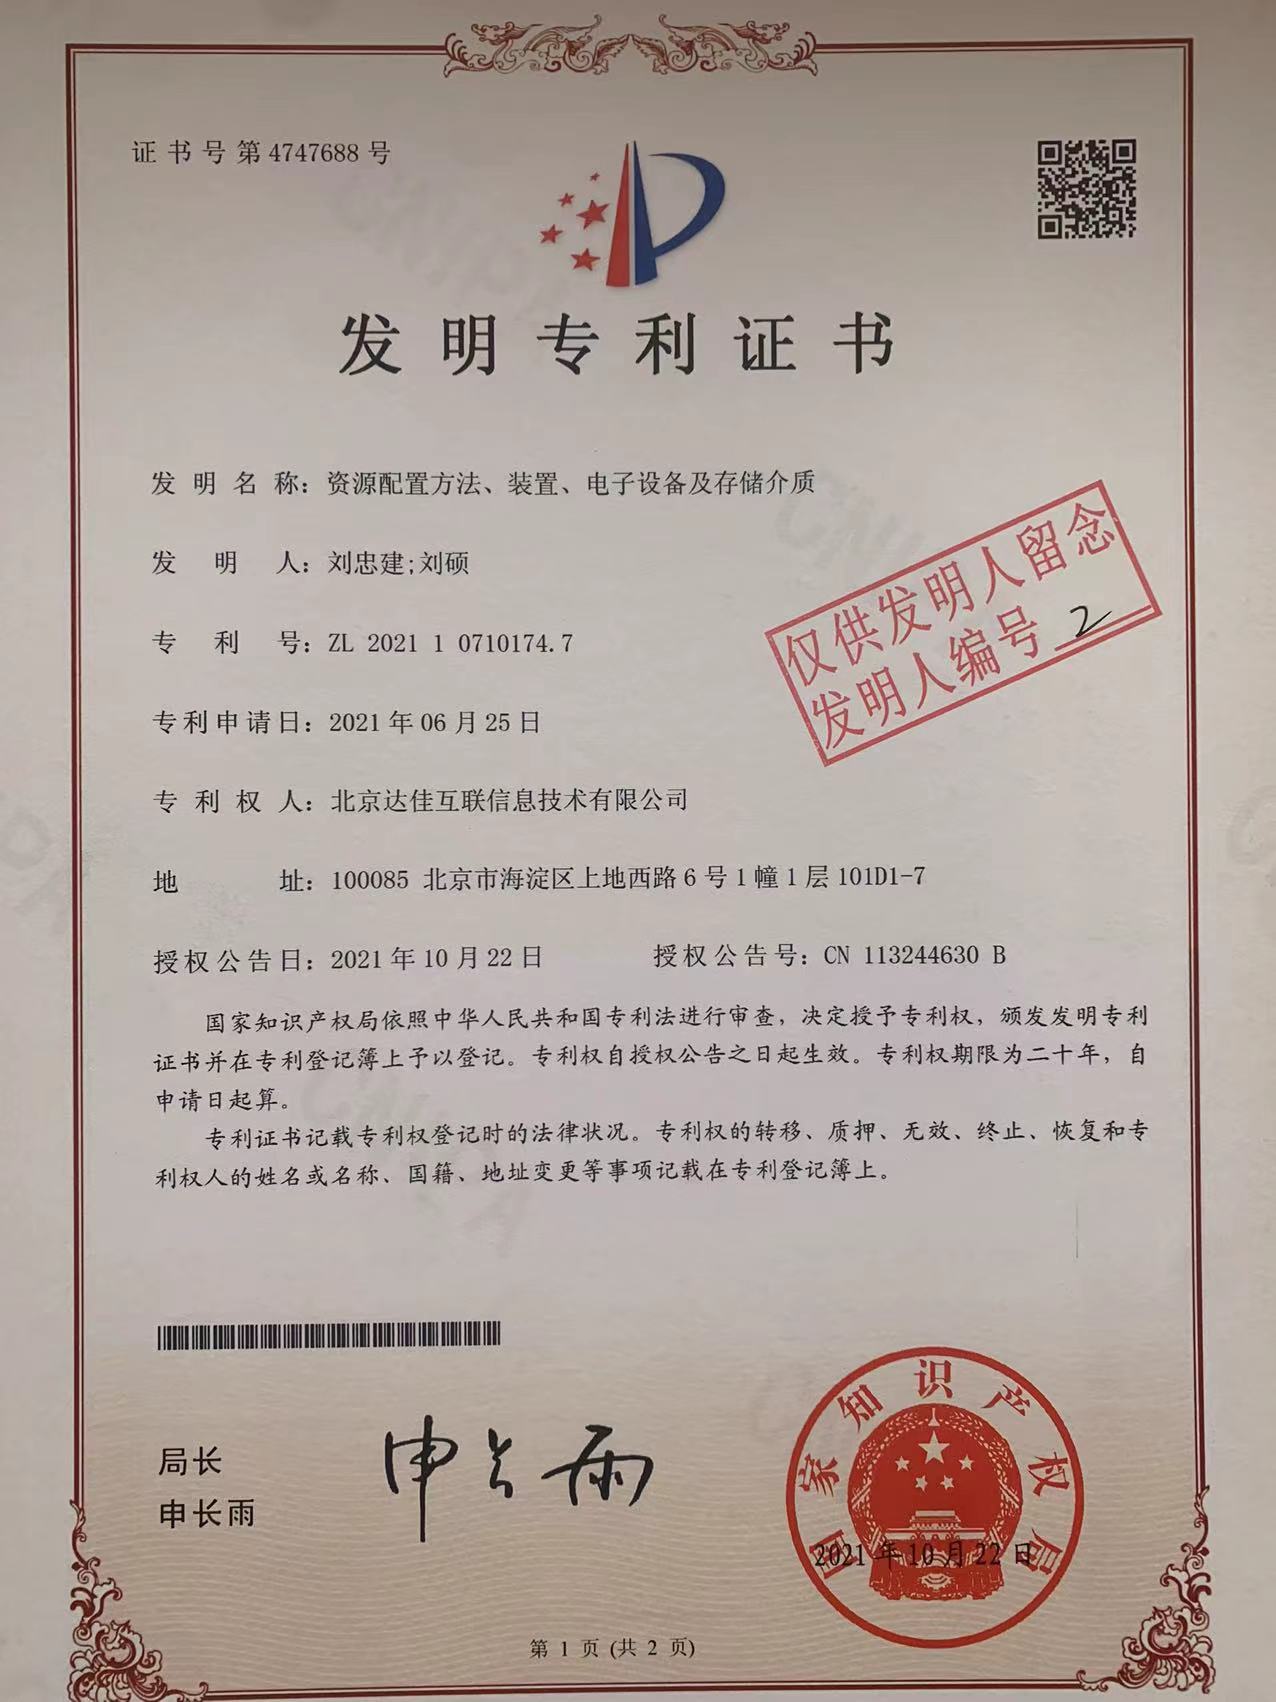 证书号第4747688号
发明专利证书
发明名称：资源配置方法、装置、电子设备及存储介质
发明人：刘忠建;刘硕
专利号：ZL 2021 1 0710174.7
专利申请日：2021年06月25日
专利权人：北京达佳互联信息技术有限公司
地址：100085 北京市海淀区上地西路6号1幢1层101D1-7
授权公告日：2021年10月22日 授权公告号：CN 113244630 B
仅供发明人留念
发明人编号 2
国家知识产权局依照中华人民共和国专利法进行审查，决定授予专利权，颁发发明专利
证书并在专利登记簿上予以登记。专利权自授权公告之日起生效。专利权期限为二十年，自
申请日起算。
专利证书记载专利权登记时的法律状况。专利权的转移、质押、无效、终止、恢复和专
利权人的姓名或名称、国籍、地址变更等事项记载在专利登记簿上。
局长
申长雨
申长雨
国家知识产权局
2021年10月22日
第 1 页 (共 2 页)